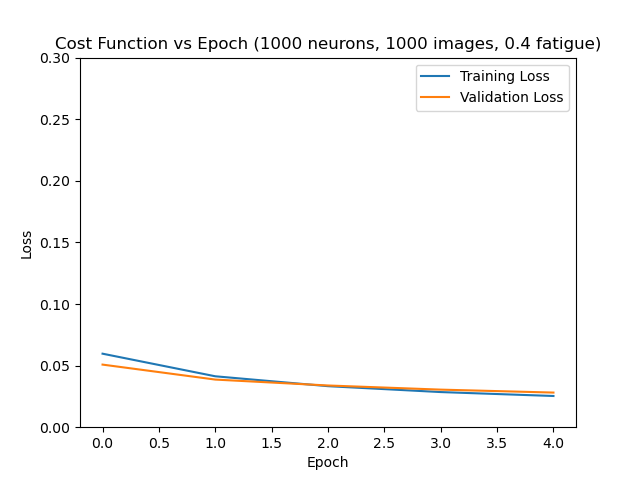 Cost Function vs Epoch (1000 neurons, 1000 images, 0.4 fatigue)
Training Loss
Validation Loss
0.30
0.25
0.20
0.15
0.10
0.05
0.00
Loss
0.0 0.5 1.0 1.5 2.0 2.5 3.0 3.5 4.0
Epoch